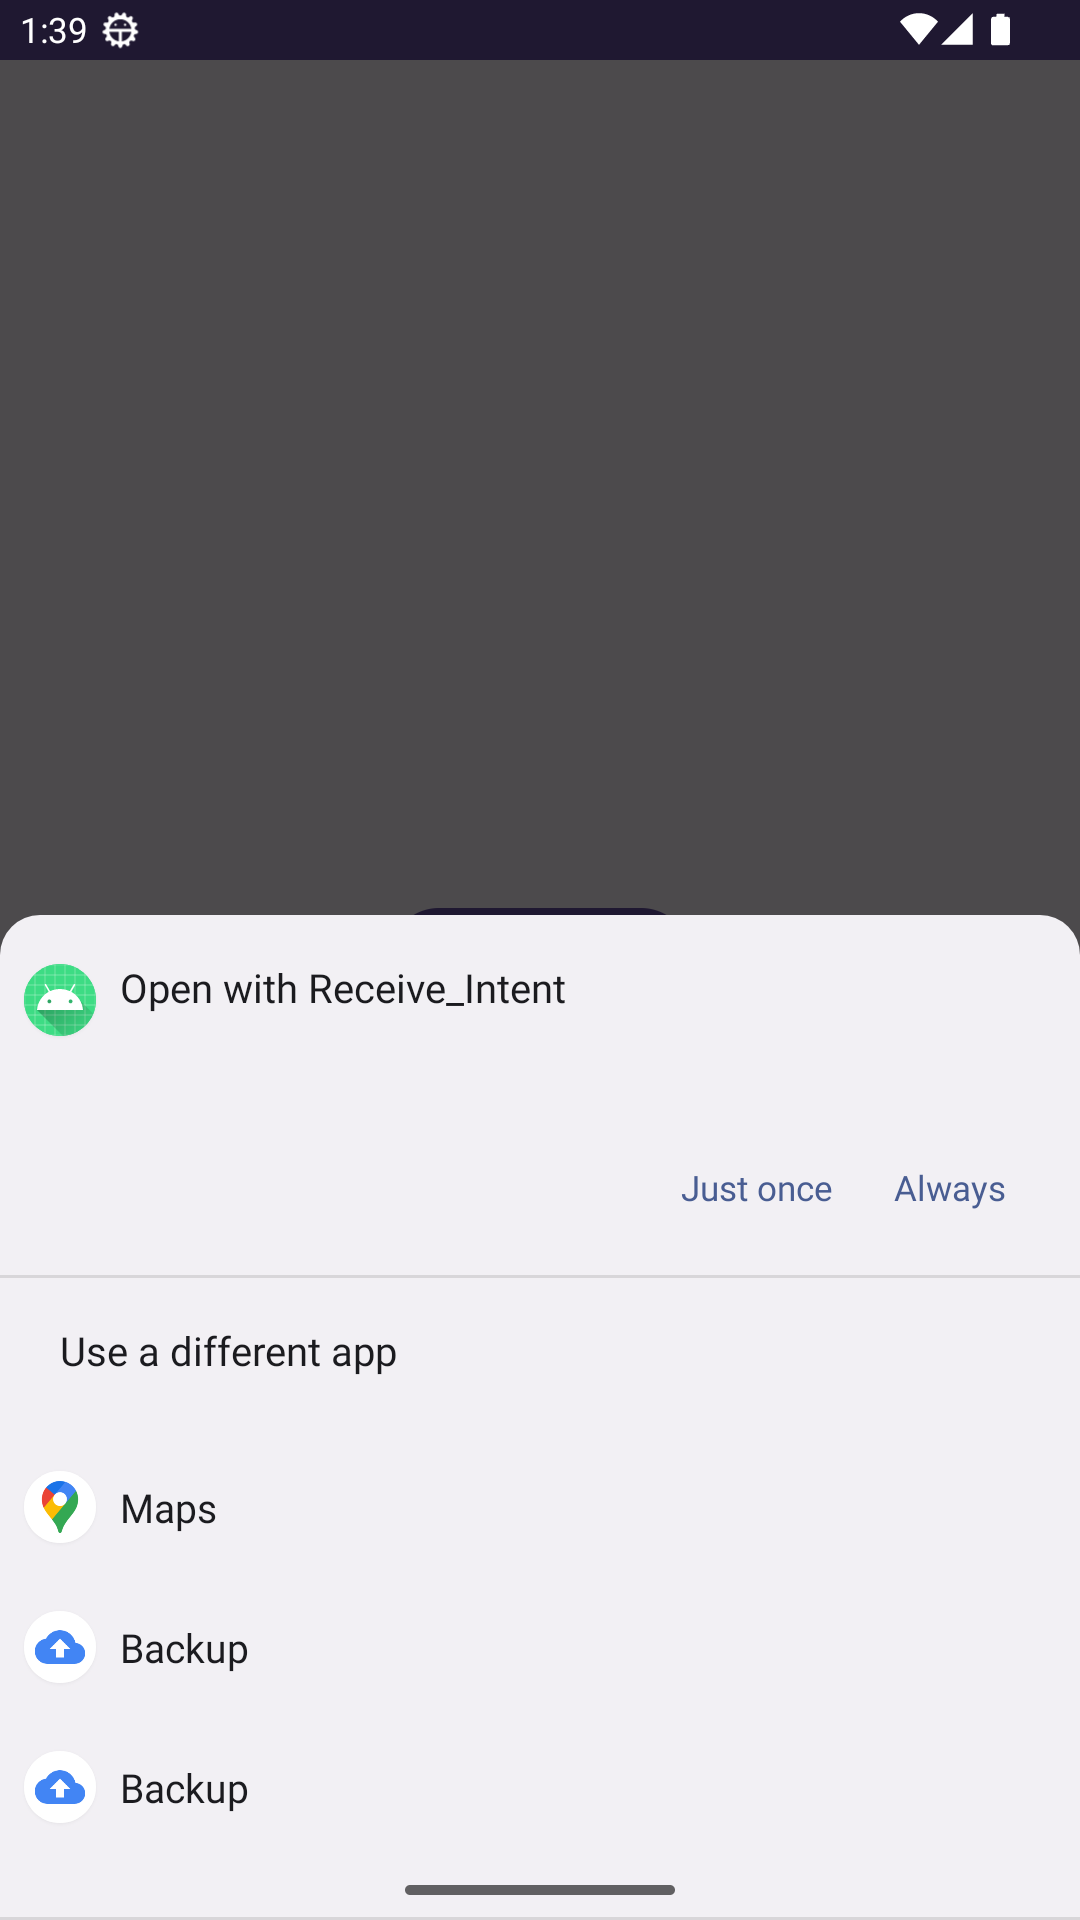 1:39
Open with Receive_Intent
Just once
Always
Use a different app
Maps
Backup
Backup